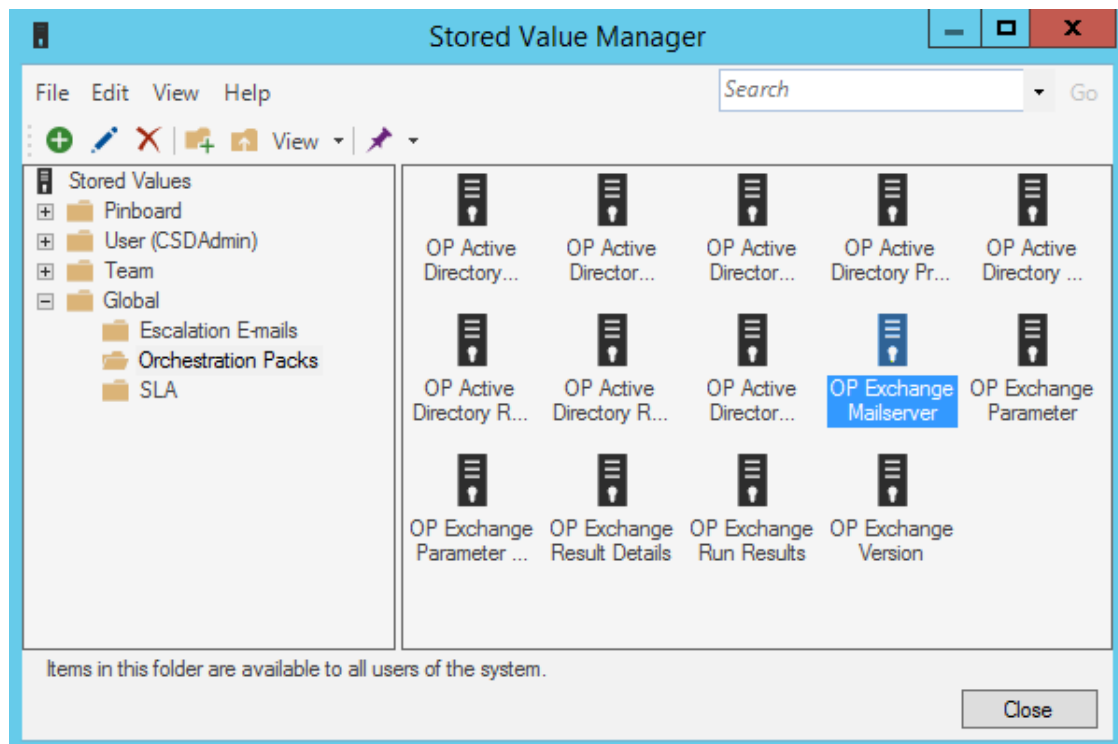 Stored Value Manager
File Edit View Help
Search
Go
View
Stored Values
Pinboard
User (CSDAdmin)
Team
Global
Escalation E-mails
Orchestration Packs
SLA
OP Active
Directory...
OP Active
Director...
OP Active
Director...
OP Active
Directory Pr...
OP Active
Directory ...
OP Active
Directory R...
OP Active
Directory R...
OP Active
Director...
OP Exchange
Mailserver
OP Exchange
Parameter
OP Exchange
Parameter ...
OP Exchange
Result Details
OP Exchange
Run Results
OP Exchange
Version
Items in this folder are available to all users of the system.
Close